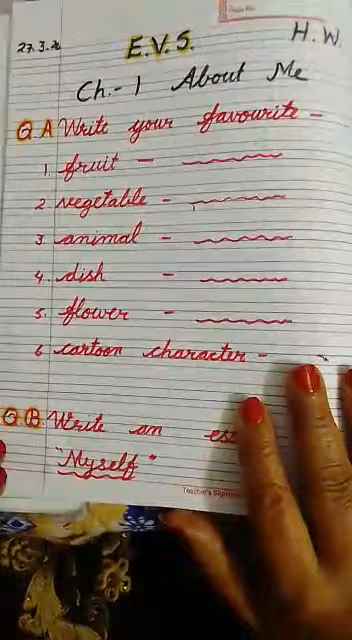 27.3.
E.V.S.
H.W.
Ch.-1 About Me
Q.A Write your favourite -
1. fruit -
2. vegetable -
3. animal -
4. dish -
5. flower -
6. cartoon character -
Q.B. Write an
"Myself"
Teacher's